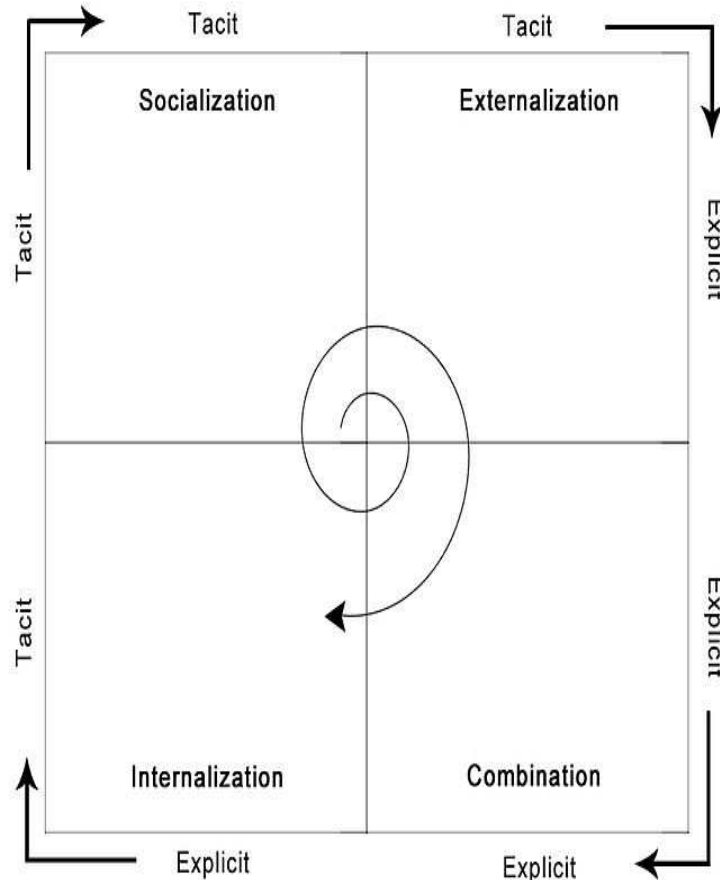 Tacit
Tacit
Socialization
Externalization
Tacit
Explicit
Tacit
Explicit
Internalization
Combination
Explicit
Explicit